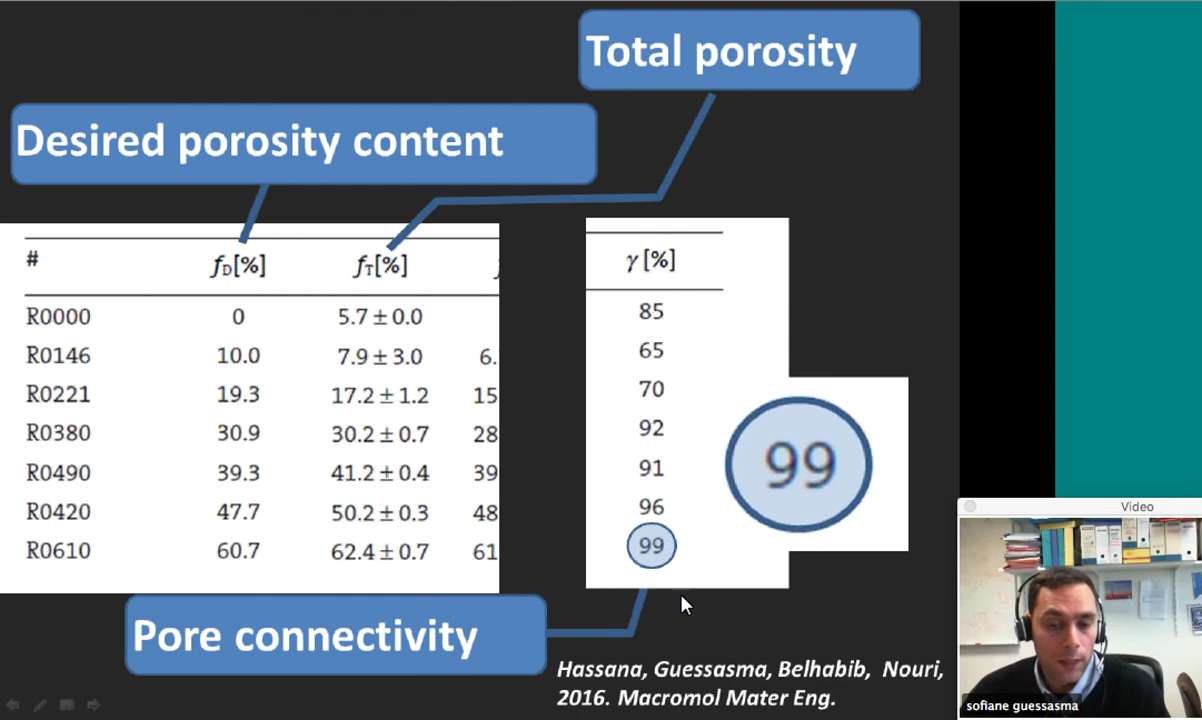 Total porosity
Desired porosity content
# fD[%] fT[%]
R0000 0 5.7 ± 0.0
R0146 10.0 7.9 ± 3.0 6.
R0221 19.3 17.2 ± 1.2 15
R0380 30.9 30.2 ± 0.7 28
R0490 39.3 41.2 ± 0.4 39
R0420 47.7 50.2 ± 0.3 48
R0610 60.7 62.4 ± 0.7 61
γ [%]
85
65
70
92
91
96
99
99
Pore connectivity
Hassana, Guessasma, Belhabib, Nouri,
2016. Macromol Mater Eng.
Video
sofiane guessasma